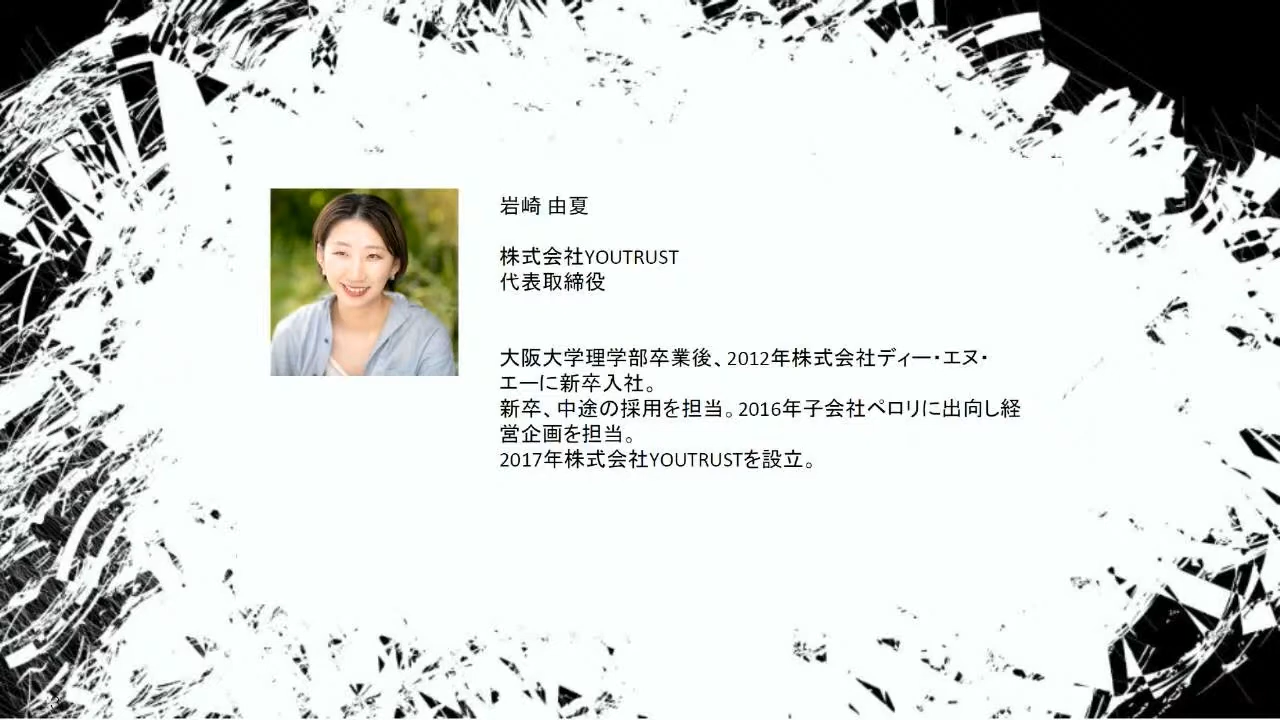 岩崎 由夏
株式会社YOUTRUST
代表取締役
大阪大学理学部卒業後、2012年株式会社ディー・エヌ・
エーに新卒入社。
新卒、中途の採用を担当。2016年子会社ペロリに出向し経
営企画を担当。
2017年株式会社YOUTRUSTを設立。